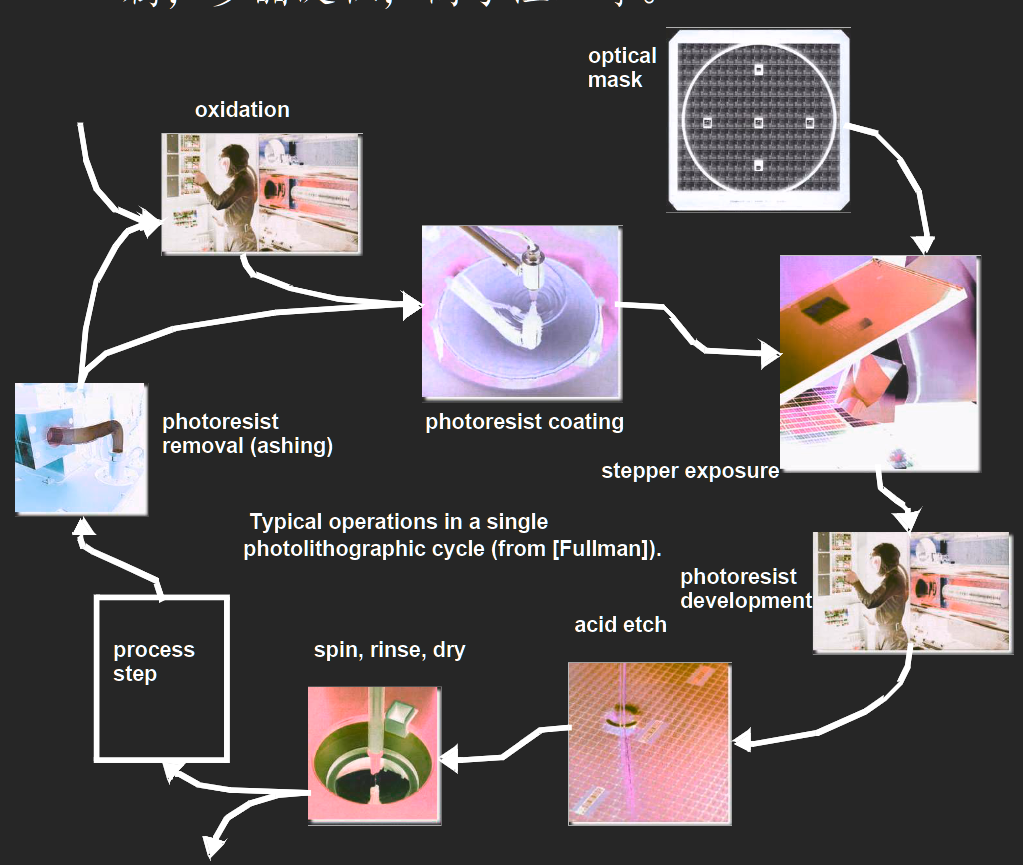 optical
mask
oxidation
photoresist coating
photoresist
removal (ashing)
stepper exposure
Typical operations in a single
photolithographic cycle (from [Fullman]).
photoresist
development
acid etch
spin, rinse, dry
process
step